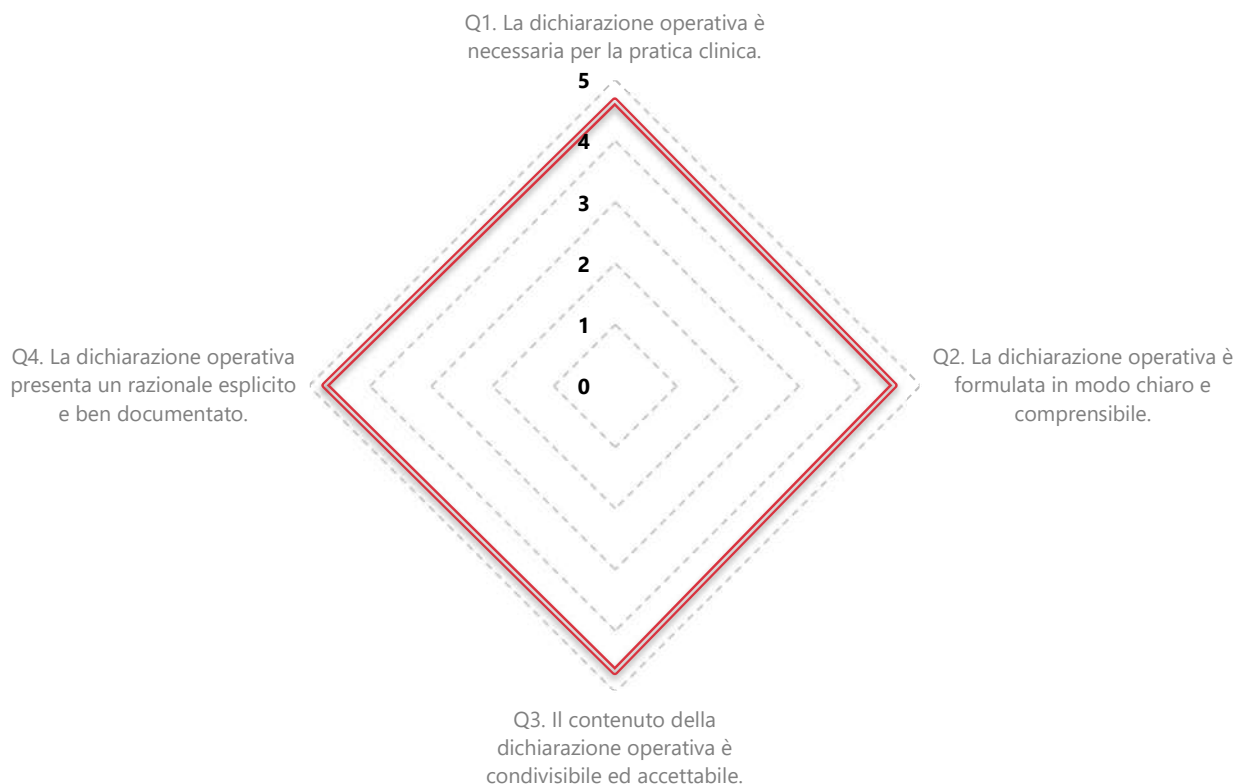 Q1. La dichiarazione operativa è
necessaria per la pratica clinica.
5
4
3
2
1
0
Q4. La dichiarazione operativa
presenta un razionale esplicito
e ben documentato.
Q2. La dichiarazione operativa è
formulata in modo chiaro e
comprensibile.
Q3. Il contenuto della
dichiarazione operativa è
condivisibile ed accettabile.